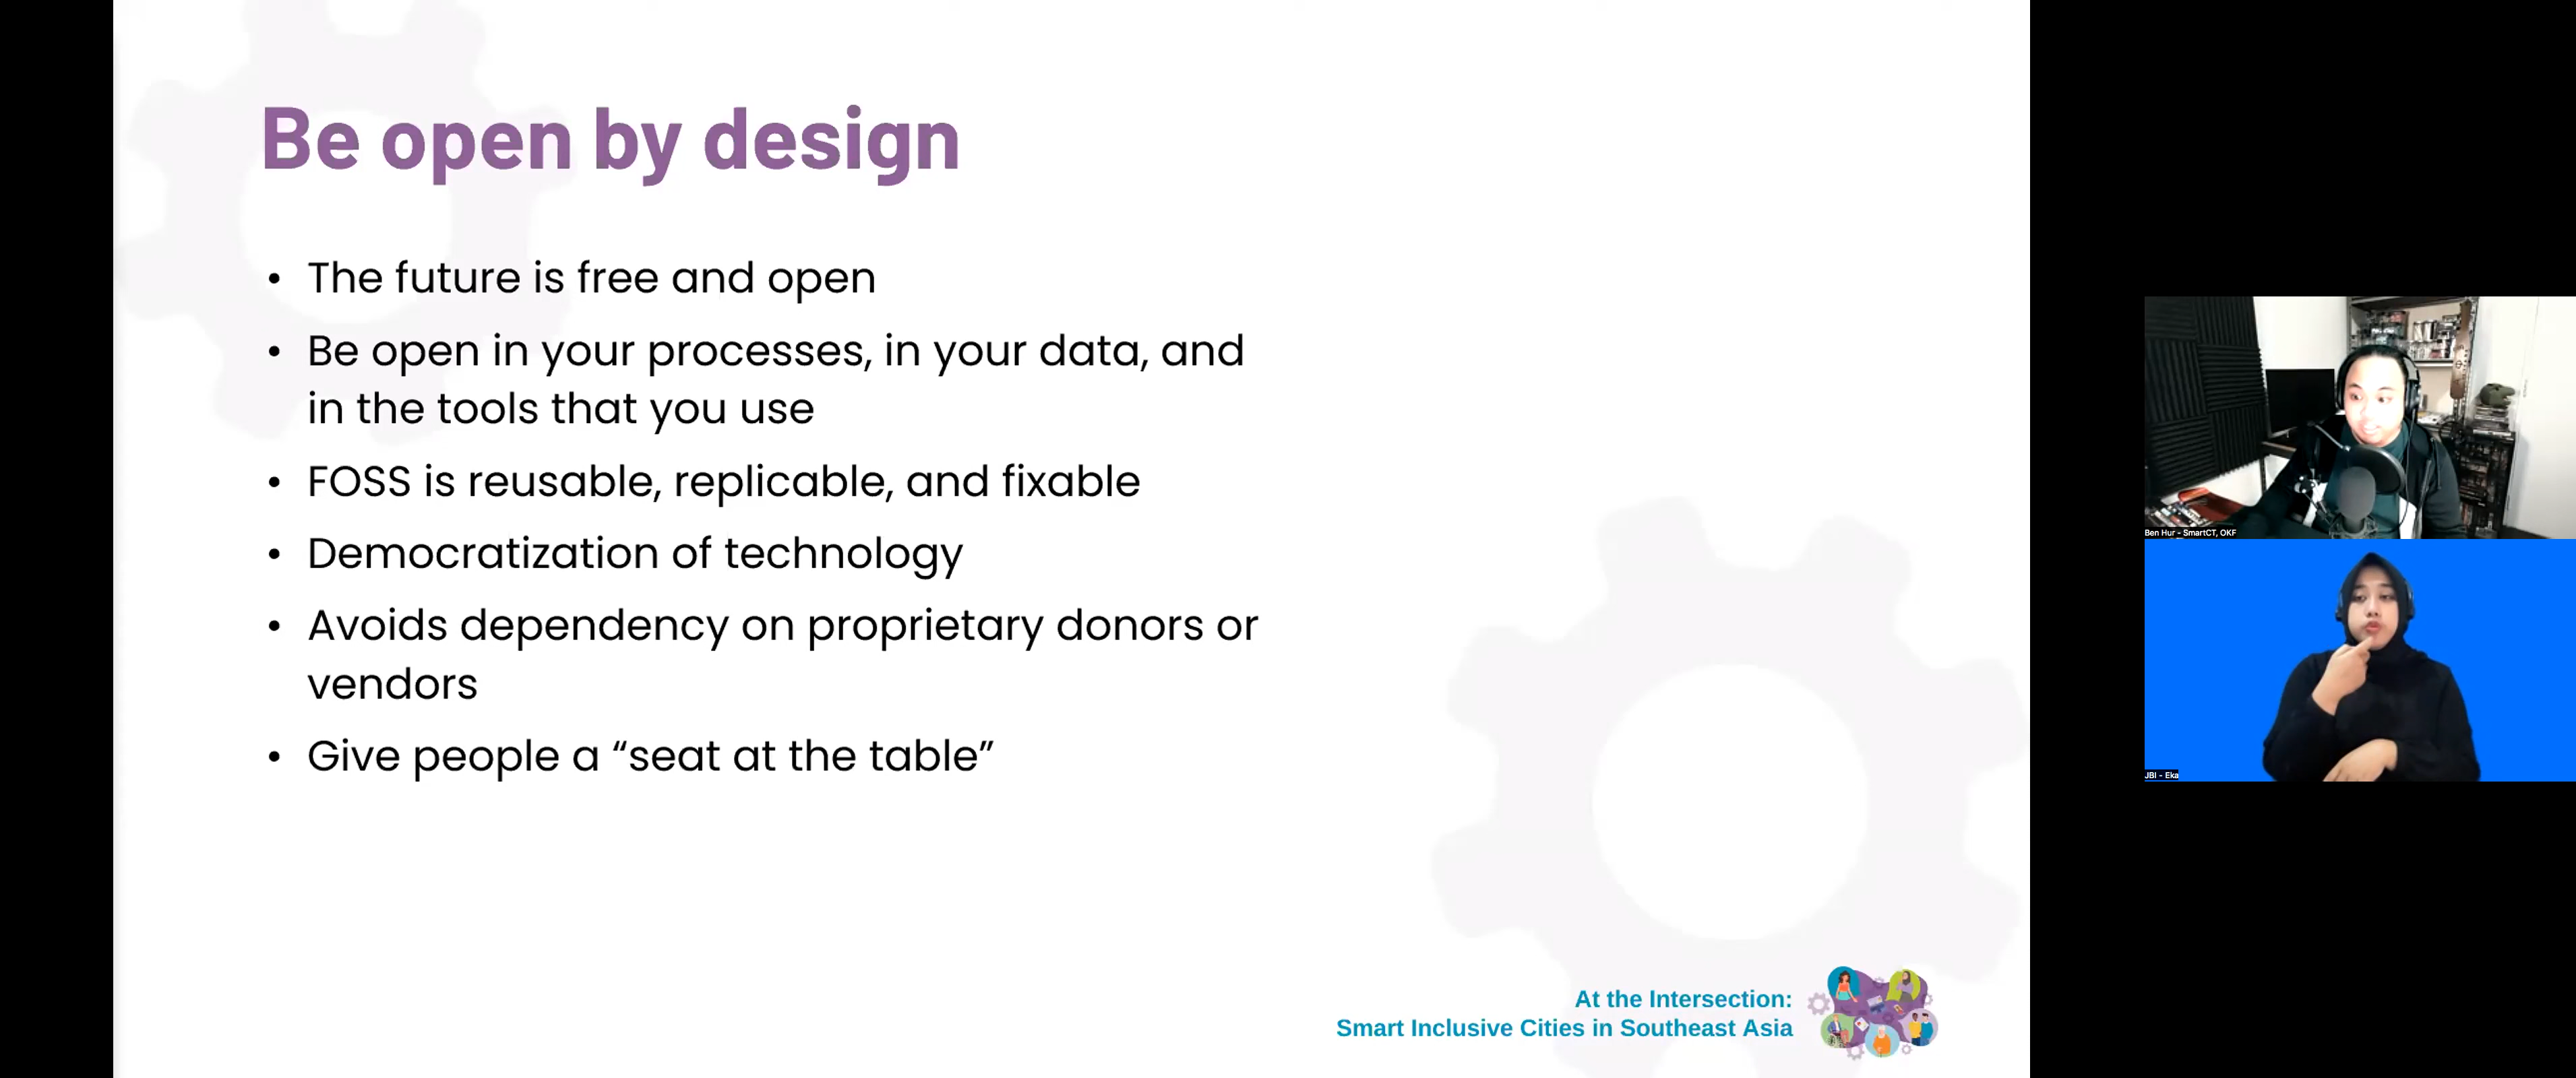 Be open by design
• The future is free and open
• Be open in your processes, in your data, and
in the tools that you use
• FOSS is reusable, replicable, and fixable
• Democratization of technology
• Avoids dependency on proprietary donors or
vendors
• Give people a “seat at the table”
At the Intersection:
Smart Inclusive Cities in Southeast Asia
Ben Hur - SmartCT, OKF
JBI - Eka